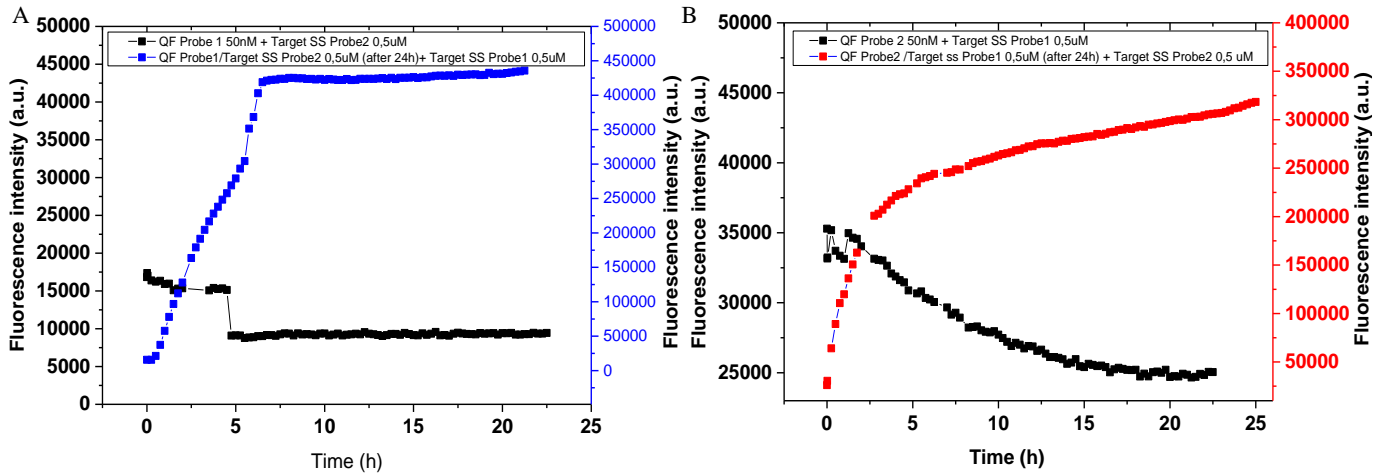 A
QF Probe 1 50nM + Target SS Probe2 0,5uM
QF Probe1/Target SS Probe2 0,5uM (after 24h)+ Target SS Probe1 0,5uM
Fluorescence intensity (a.u.)
50000
45000
40000
35000
30000
25000
20000
15000
10000
5000
0
0 5 10 15 20 25
Time (h)
500000
450000
400000
350000
300000
250000
200000
150000
100000
50000
0
Fluorescence intensity (a.u.)
B
QF Probe 2 50nM + Target SS Probe1 0,5uM
QF Probe2 /Target ss Probe1 0,5uM (after 24h) + Target SS Probe2 0,5 uM
Fluorescence intensity (a.u.)
50000
45000
40000
35000
30000
25000
0 5 10 15 20 25
Time (h)
400000
350000
300000
250000
200000
150000
100000
50000
0
Fluorescence intensity (a.u.)